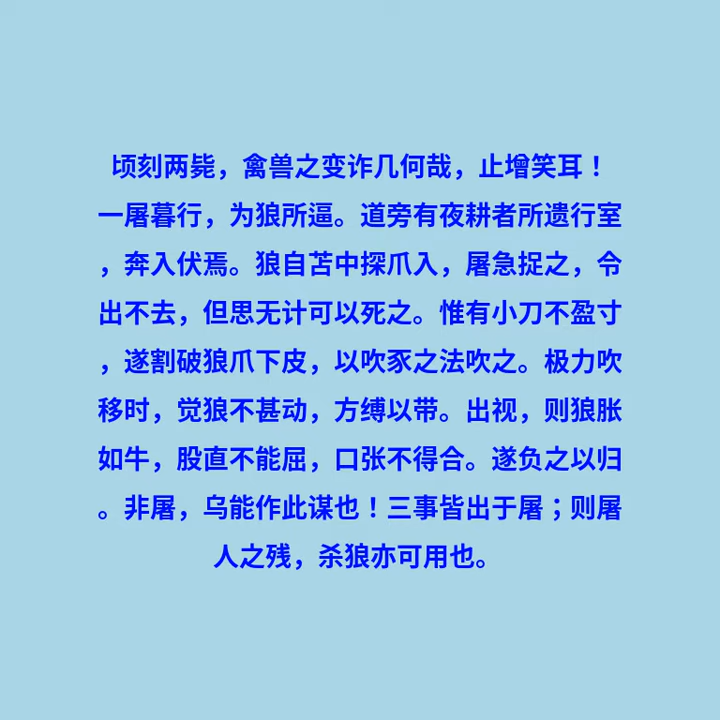 顷刻两毙，禽兽之变诈几何哉，止增笑耳！
一屠暮行，为狼所逼。道旁有夜耕者所遗行室
，奔入伏焉。狼自苫中探爪入，屠急捉之，令
出不去，但思无计可以死之。惟有小刀不盈寸
，遂割破狼爪下皮，以吹豕之法吹之。极力吹
移时，觉狼不甚动，方缚以带。出视，则狼胀
如牛，股直不能屈，口张不得合。遂负之以归
。非屠，乌能作此谋也！三事皆出于屠；则屠
人之残，杀狼亦可用也。